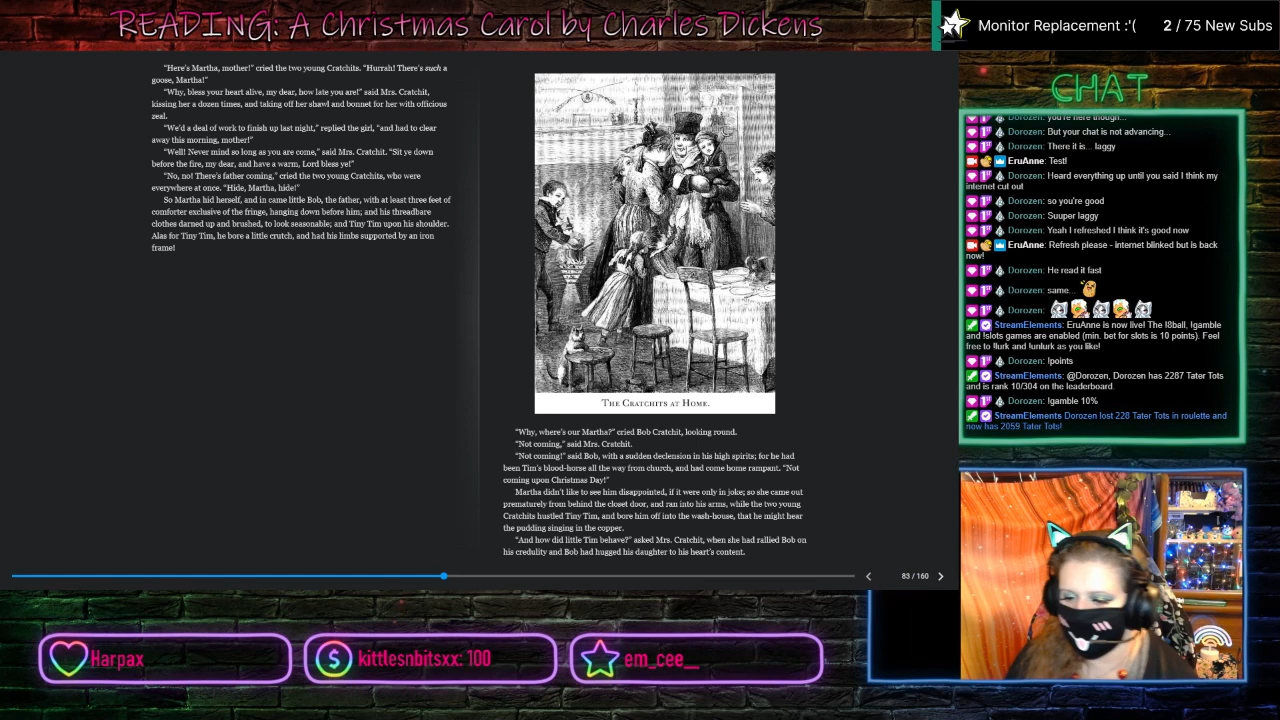 READING: A Christmas Carol by Charles Dickens
Monitor Replacement :'( 2 / 75 New Subs
“Here's Martha, mother!” cried the two young Cratchits. “Hurrah! There's such a
goose, Martha!”
“Why, bless your heart alive, my dear, how late you are!” said Mrs. Cratchit,
kissing her a dozen times, and taking off her shawl and bonnet for her with officious
zeal.
“We'd a deal of work to finish up last night,” replied the girl, “and had to clear
away this morning, mother!”
“Well! Never mind so long as you are come,” said Mrs. Cratchit. “Sit ye down
before the fire, my dear, and have a warm, Lord bless ye!”
“No, no! There's father coming,” cried the two young Cratchits, who were
everywhere at once. “Hide, Martha, hide!”
So Martha hid herself, and in came little Bob, the father, with at least three feet of
comforter exclusive of the fringe, hanging down before him; and his threadbare
clothes darned up and brushed, to look seasonable; and Tiny Tim upon his shoulder.
Alas for Tiny Tim, he bore a little crutch, and had his limbs supported by an iron
frame!
The Cratchits at Home.
“Why, where's our Martha?” cried Bob Cratchit, looking round.
“Not coming,” said Mrs. Cratchit.
“Not coming!” said Bob, with a sudden declension in his high spirits; for he had
been Tim's blood-horse all the way from church, and had come home rampant. “Not
coming upon Christmas Day!”
Martha didn't like to see him disappointed, if it were only in joke; so she came out
prematurely from behind the closet door, and ran into his arms, while the two young
Cratchits hustled Tiny Tim, and bore him off into the wash-house, that he might hear
the pudding singing in the copper.
“And how did little Tim behave?” asked Mrs. Cratchit, when she had rallied Bob on
his credulity and Bob had hugged his daughter to his heart's content.
83 / 160
CHAT
Dorozen: you're here though...
Dorozen: But your chat is not advancing...
Dorozen: There it is... laggy
EruAnne: Test!
Dorozen: Heard everything up until you said I think my
internet cut out
Dorozen: so you're good
Dorozen: Suuper laggy
Dorozen: Yeah I refreshed I think it's good now
EruAnne: Refresh please - internet blinked but is back
now!
Dorozen: He read it fast
Dorozen: same...
Dorozen:
StreamElements: EruAnne is now live! The !8ball, !gamble
and !slots games are enabled (min. bet for slots is 10 points). Feel
free to !lurk and !unlurk as you like!
Dorozen: !points
StreamElements: @Dorozen, Dorozen has 2287 Tater Tots
and is rank 10/304 on the leaderboard.
Dorozen: !gamble 10%
StreamElements Dorozen lost 228 Tater Tots in roulette and
now has 2059 Tater Tots!
Harpax
$ kittlesnbitsxx: 100
em_cee__